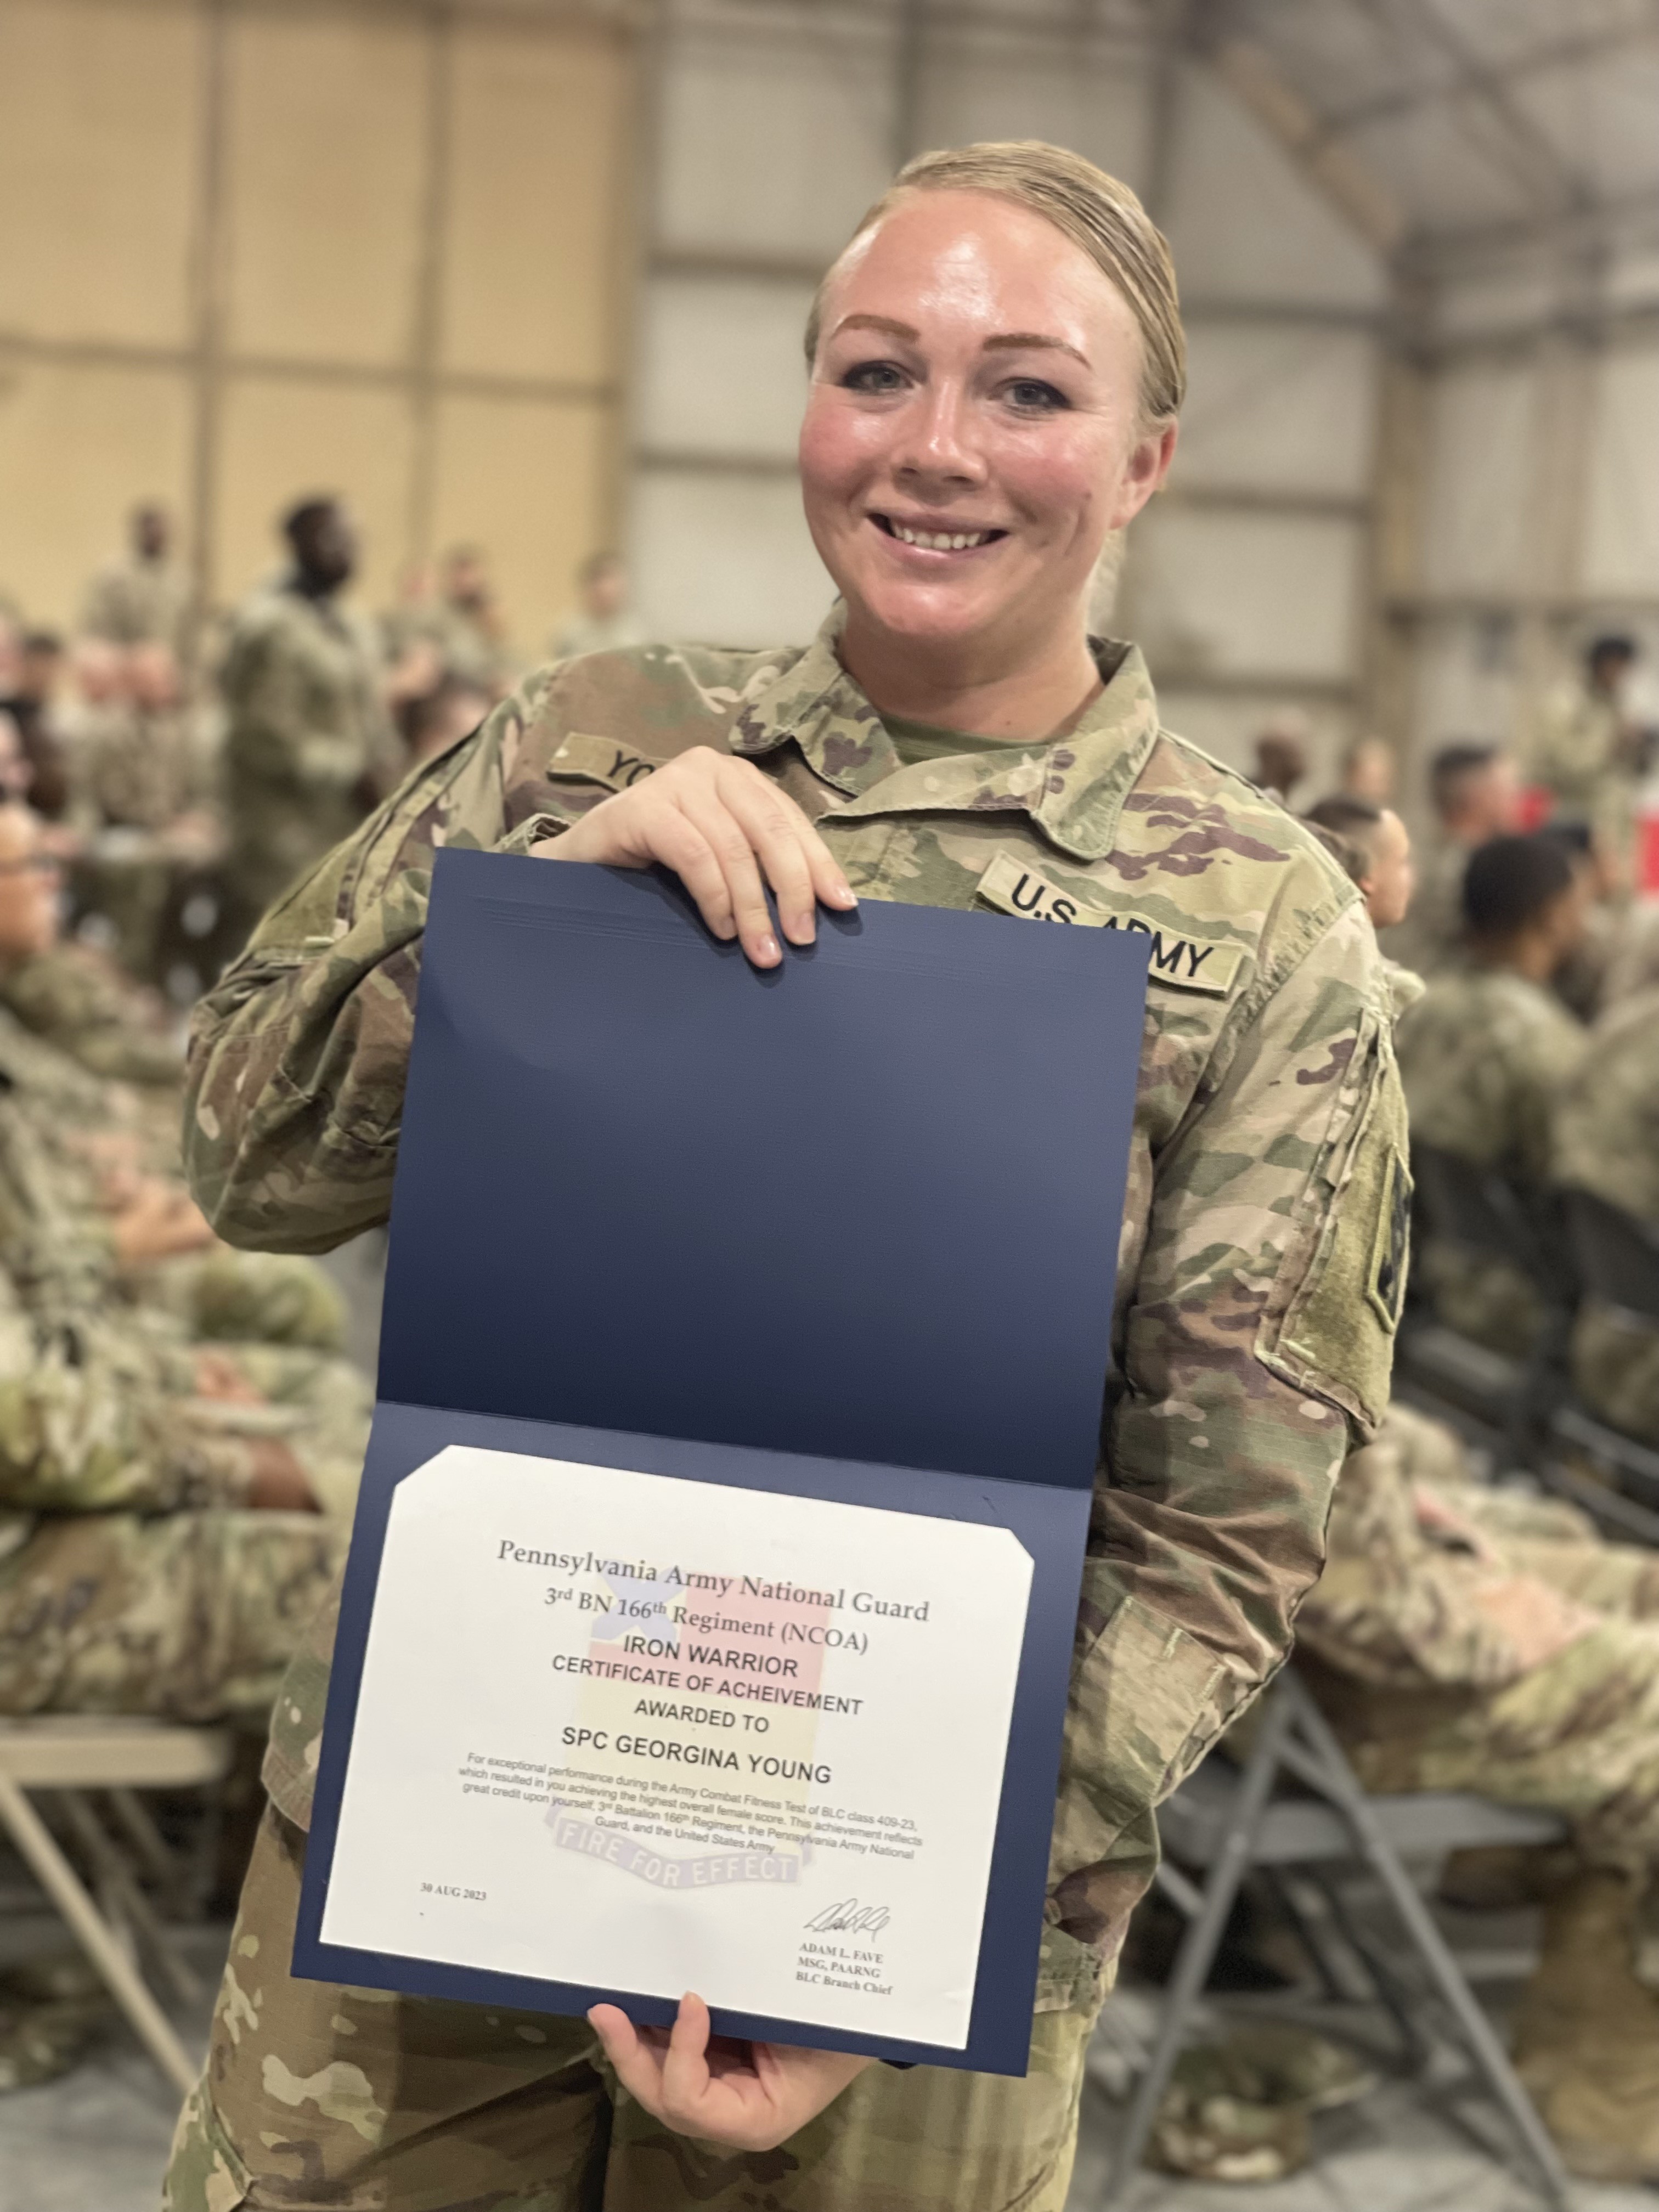 YO
U.S. ARMY
Pennsylvania Army National Guard
3rd BN 166th Regiment (NCOA)
IRON WARRIOR
CERTIFICATE OF ACHEIVEMENT
AWARDED TO
SPC GEORGINA YOUNG
For exceptional performance during the Army Combat Fitness Test of BLC class 409-23,
which resulted in you achieving the highest overall female score. This achievement reflects
great credit upon yourself, 3rd Battalion 166th Regiment, the Pennsylvania Army National
Guard, and the United States Army
FIRE FOR EFFECT
30 AUG 2023
ADAM L. FAVE
MSG, PAARNG
BLC Branch Chief